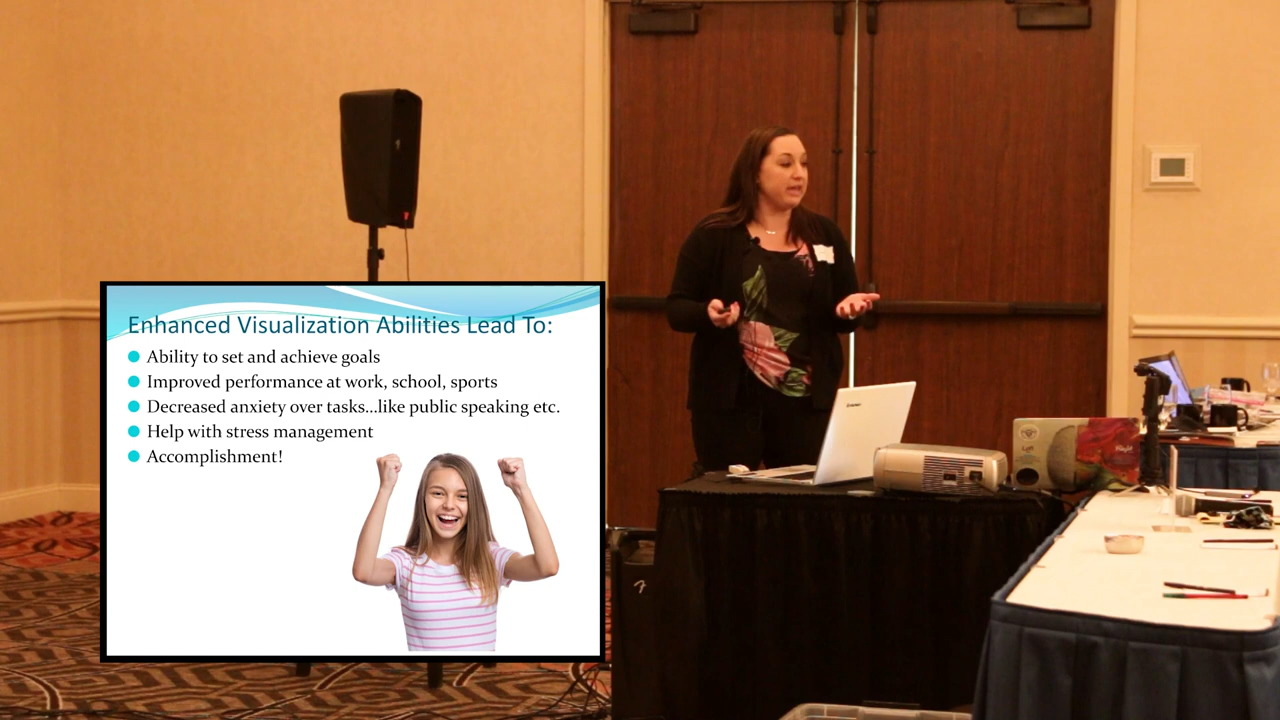 Enhanced Visualization Abilities Lead To:
Ability to set and achieve goals
Improved performance at work, school, sports
Decreased anxiety over tasks...like public speaking etc.
Help with stress management
Accomplishment!
lenovo